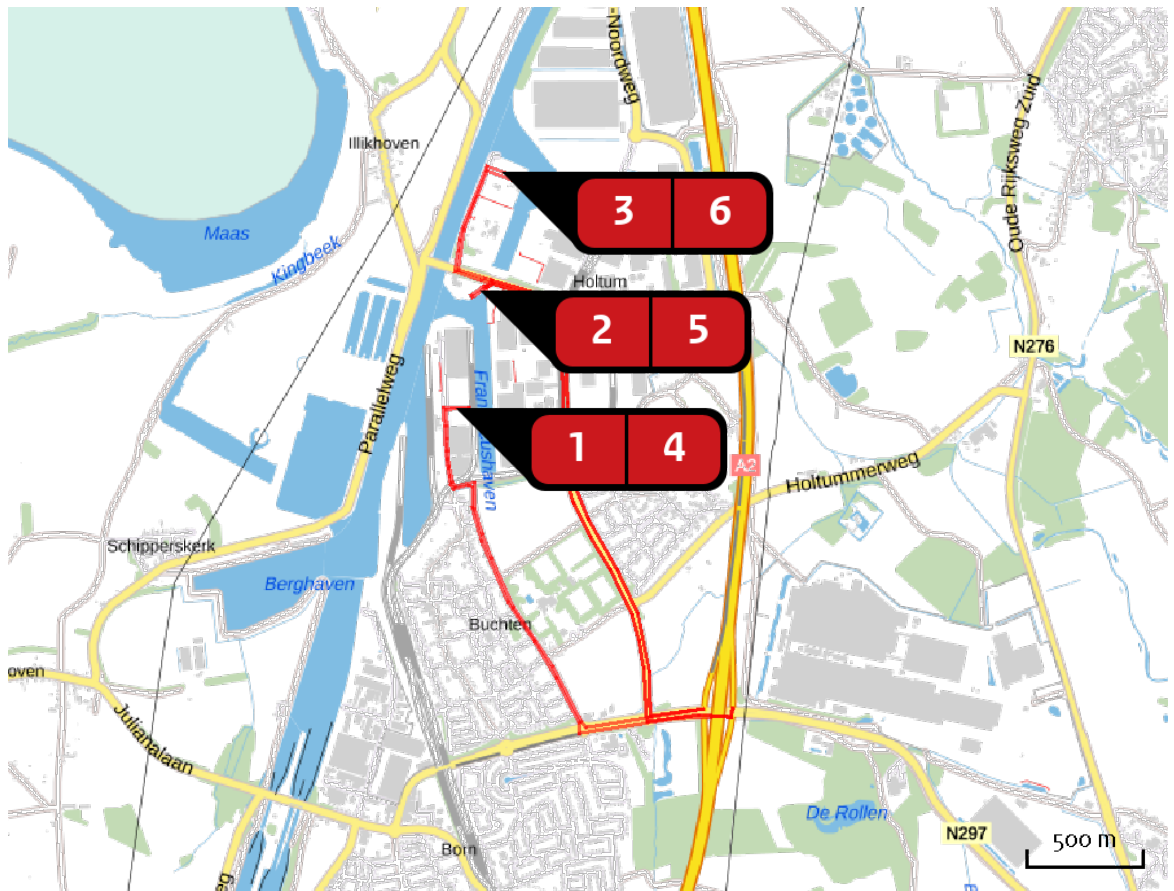 -Noordweg
Illikhoven
Oude Rijksweg Zuid
3 6
Maas
Kingbeek
Holtum
2 5
N276
Parallelweg
1 4
A2
Holtummerweg
Schipperskerk
Berghaven
Buchten
oven
Julianalaan
De Rollen
N297
500 m
Born